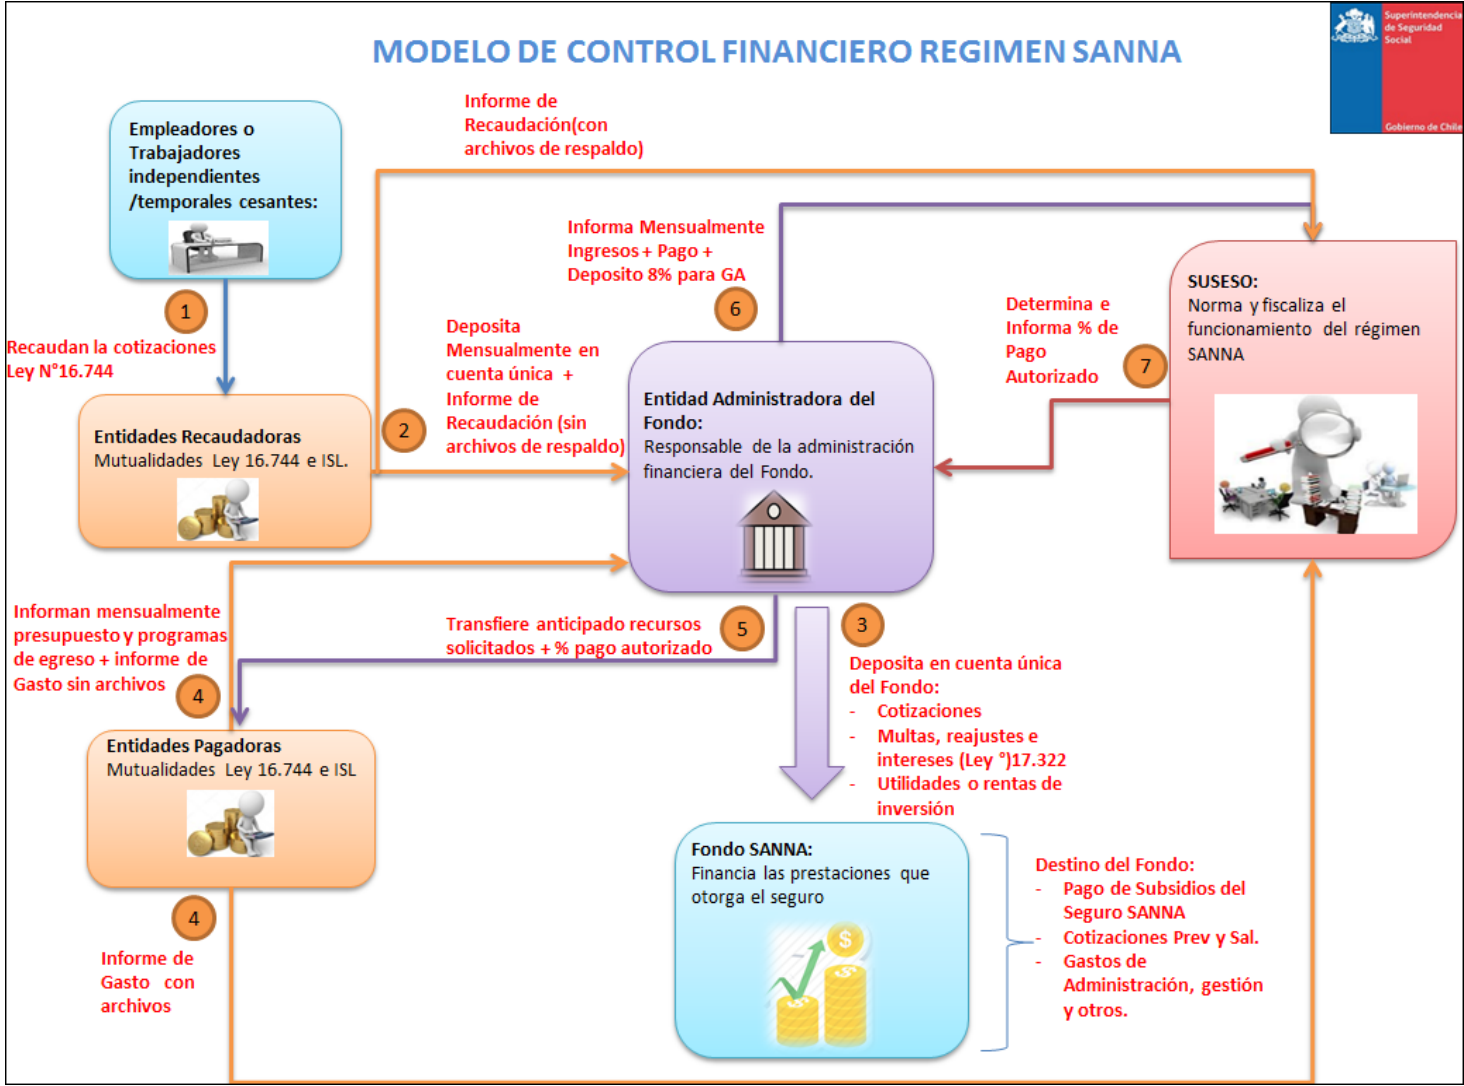 MODELO DE CONTROL FINANCIERO REGIMEN SANNA
Superintendencia
de Seguridad
Social
Gobierno de Chile
Empleadores o
Trabajadores
independientes
/temporales cesantes:
Informe de
Recaudación(con
archivos de respaldo)
1
Recaudan la cotizaciones
Ley N°16.744
Entidades Recaudadoras
Mutualidades Ley 16.744 e ISL.
2
Deposita
Mensualmente en
cuenta única +
Informe de
Recaudación (sin
archivos de respaldo)
Informa Mensualmente
Ingresos + Pago +
Deposito 8% para GA
6
Entidad Administradora del
Fondo:
Responsable de la administración
financiera del Fondo.
Determina e
Informa % de
Pago
Autorizado
7
SUSESO:
Norma y fiscaliza el
funcionamiento del régimen
SANNA
Informan mensualmente
presupuesto y programas
de egreso + informe de
Gasto sin archivos
4
Transfiere anticipado recursos
solicitados + % pago autorizado
5
3
Deposita en cuenta única
del Fondo:
- Cotizaciones
- Multas, reajustes e
intereses (Ley °)17.322
- Utilidades o rentas de
inversión
Entidades Pagadoras
Mutualidades Ley 16.744 e ISL
4
Informe de
Gasto con
archivos
Fondo SANNA:
Financia las prestaciones que
otorga el seguro
$
Destino del Fondo:
- Pago de Subsidios del
Seguro SANNA
- Cotizaciones Prev y Sal.
- Gastos de
Administración, gestión
y otros.